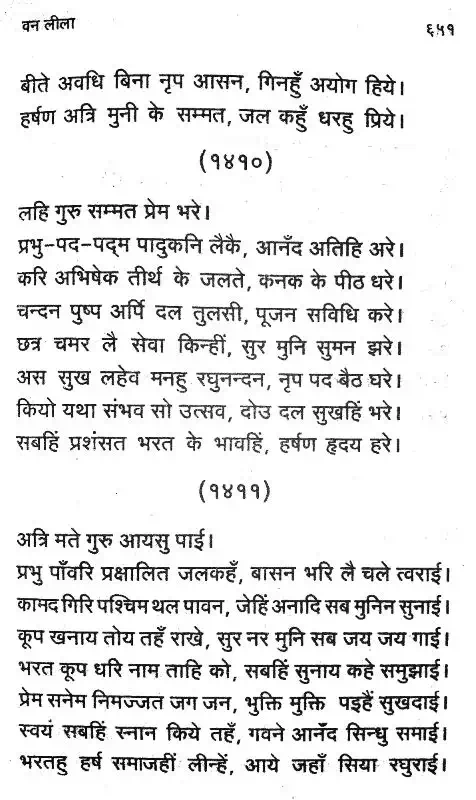 वन लीला
६५१
बीते अवधि बिना नृप आसन, गिनहुँ अयोग हिये।
हर्षण अत्रि मुनी के सम्मत, जल कहुँ धरहु प्रिये।
(१४१०)
लहि गुरु सम्मत प्रेम भरे।
प्रभु-पद-पद्म पादुकनि लैकै, आनँद अतिहि अरे।
करि अभिषेक तीर्थ के जलते, कनक के पीठ धरे।
चन्दन पुष्प अर्पि दल तुलसी, पूजन सविधि करे।
छत्र चमर लै सेवा किन्हीं, सुर मुनि सुमन झरे।
अस सुख लहेव मनहु रघुनन्दन, नृप पद बैठ घरे।
कियो यथा संभव सो उत्सव, दोउ दल सुखहिं भरे।
सबहिं प्रशंसत भरत के भावहिं, हर्षण हृदय हरे।
(१४११)
अत्रि मते गुरु आयसु पाई।
प्रभु पाँवरि प्रक्षालित जलकहँ, बासन भरि लै चले त्वराई।
कामद गिरि पश्चिम थल पावन, जेहिं अनादि सब मुनिन सुनाई।
कूप खनाय तोय तहँ राखे, सुर नर मुनि सब जय जय गाई।
भरत कूप धरि नाम ताहि को, सबहिं सुनाय कहे समुझाई।
प्रेम सनेम निमज्जत जग जन, भुक्ति मुक्ति पइहैं सुखदाई।
स्वयं सबहिं स्नान किये तहँ, गवने आनँद सिन्धु समाई।
भरतहु हर्ष समाजहीं लीन्हें, आये जहाँ सिया रघुराई।